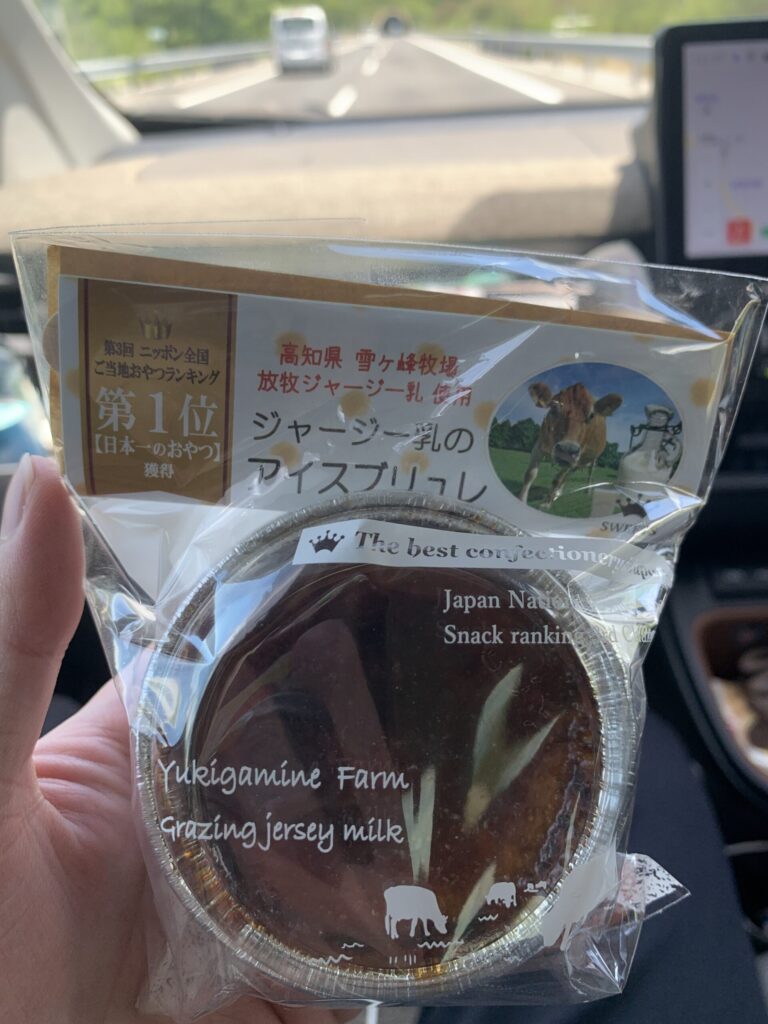 第3回 ニッポン全国
ご当地おやつランキング
第1位
【日本一のおやつ】
獲得
高知県 雪ヶ峰牧場
放牧ジャージー乳 使用
ジャージー乳の
アイスブリュレ
The best confectionery
Japan
Snack ranking
Yukigamine Farm
Grazing jersey milk